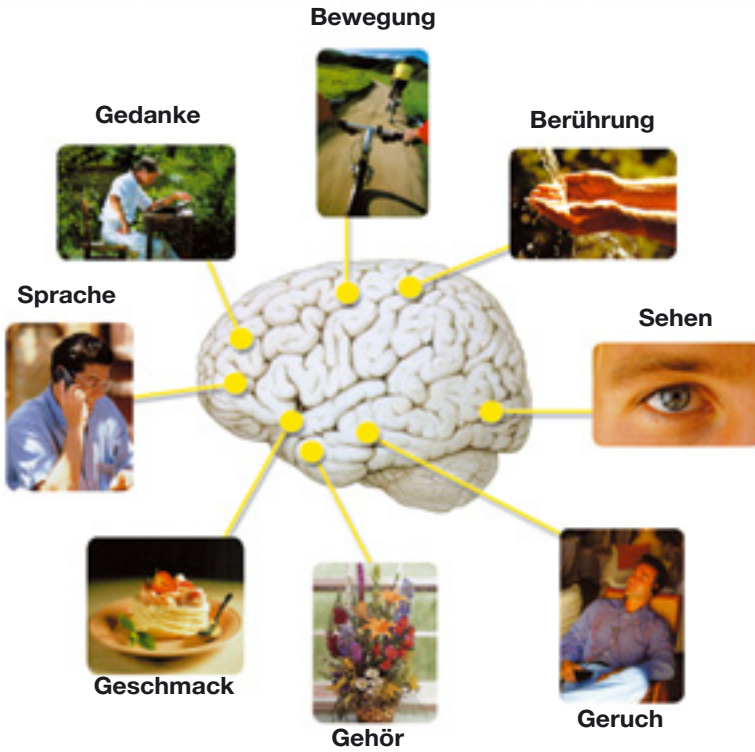 Bewegung
Gedanke
Berührung
Sprache
Sehen
Geschmack
Gehör
Geruch